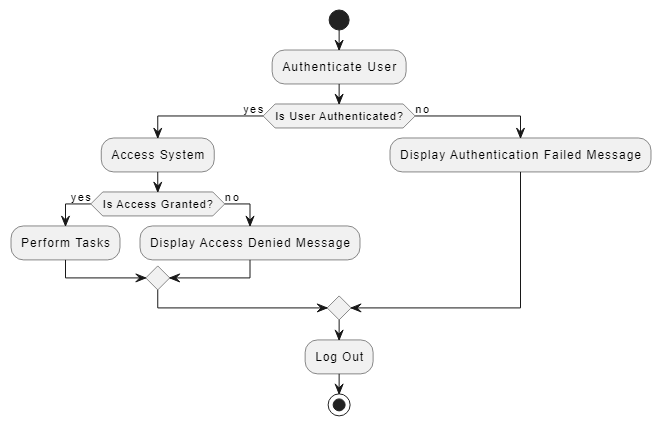 Authenticate User
yes
Is User Authenticated?
no
Access System
Display Authentication Failed Message
yes
Is Access Granted?
no
Perform Tasks
Display Access Denied Message
Log Out